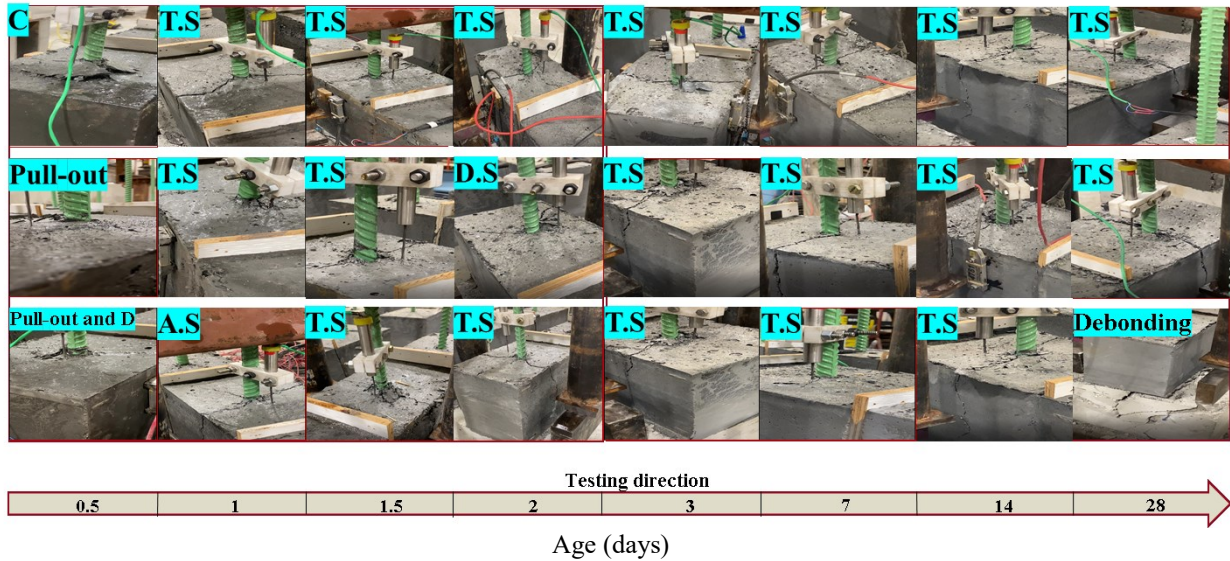 C T.S T.S T.S T.S T.S T.S T.S
Pull-out T.S T.S D.S T.S T.S T.S T.S
Pull-out and D A.S T.S T.S T.S T.S T.S Debonding
Testing direction
0.5 1 1.5 2 3 7 14 28
Age (days)